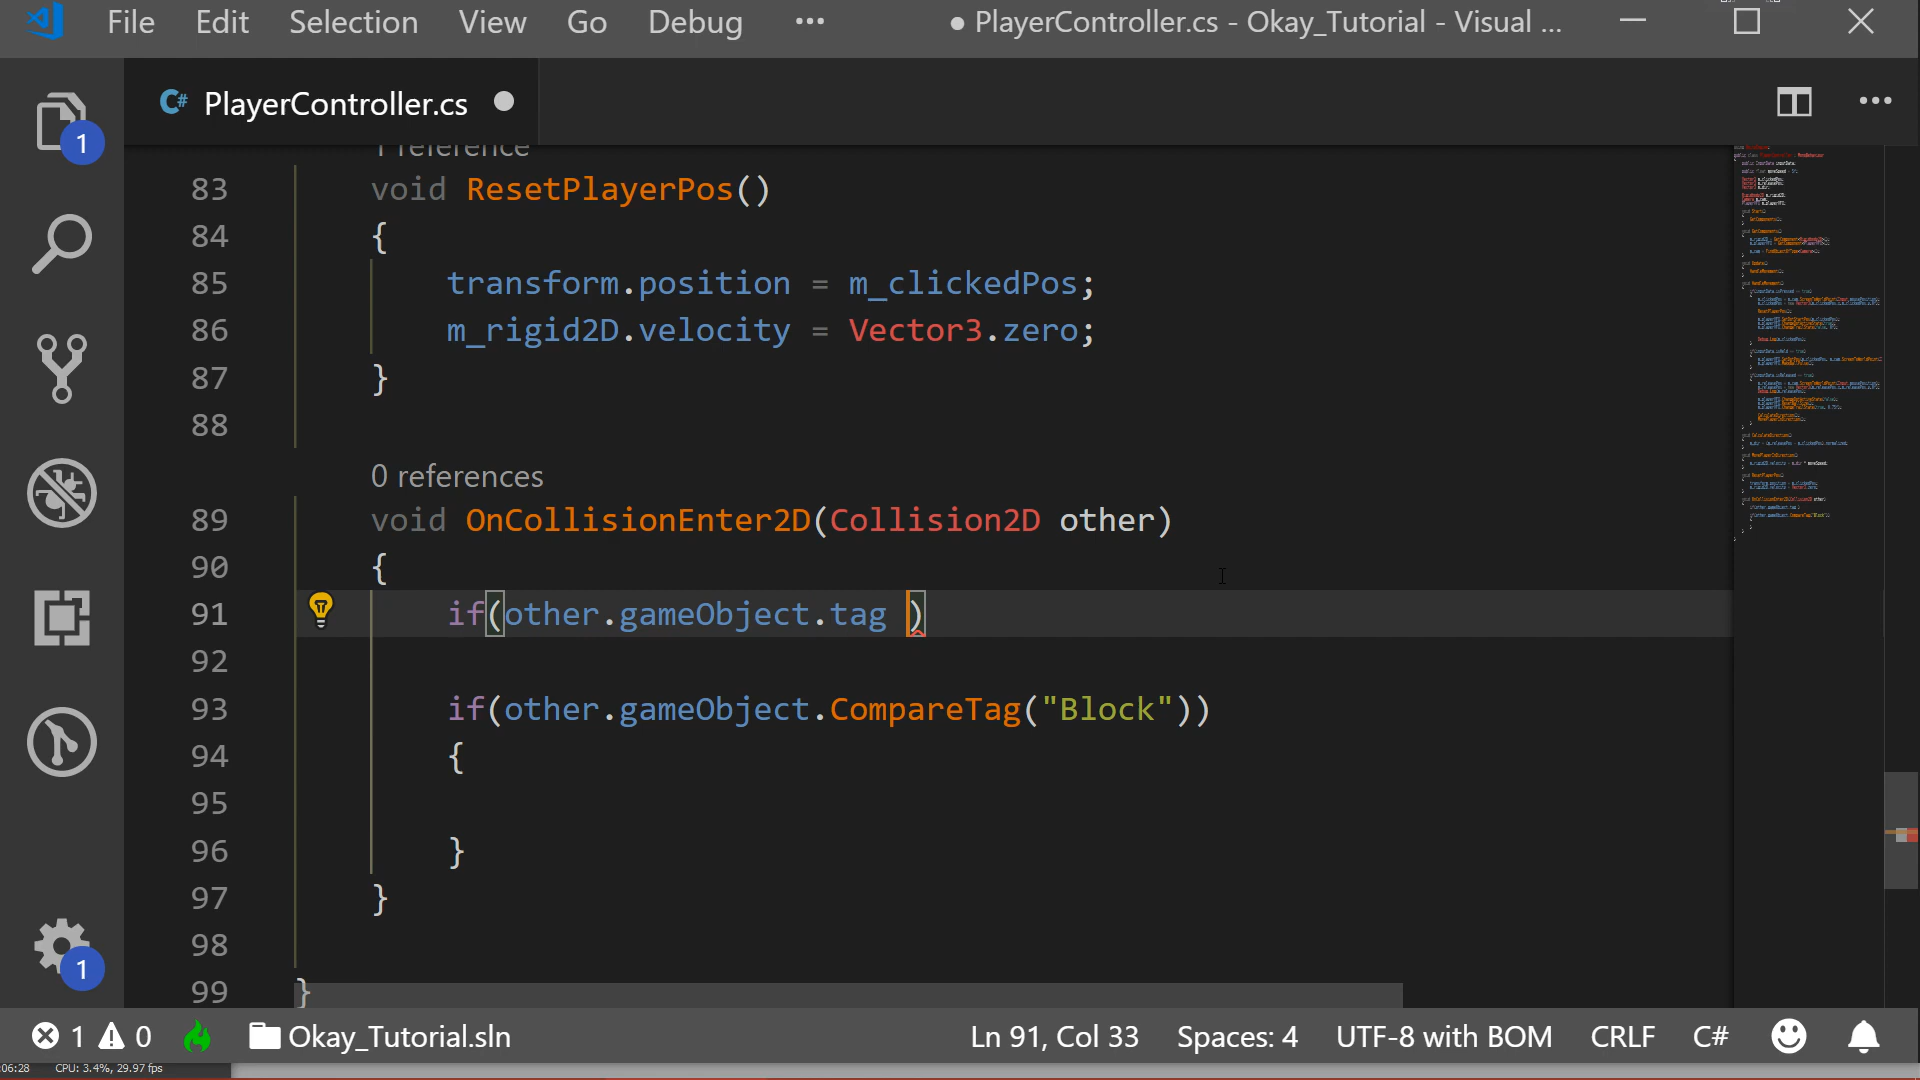 File Edit Selection View Go Debug ••• ● PlayerController.cs - Okay_Tutorial - Visual ...
C# PlayerController.cs ●
1
1 reference
83 void ResetPlayerPos()
84 {
85 transform.position = m_clickedPos;
86 m_rigid2D.velocity = Vector3.zero;
87 }
88
0 references
89 void OnCollisionEnter2D(Collision2D other)
90 {
91 if(other.gameObject.tag )
92
93 if(other.gameObject.CompareTag("Block"))
94 {
95
96 }
97 }
98
99 }
1
1 0 Okay_Tutorial.sln Ln 91, Col 33 Spaces: 4 UTF-8 with BOM CRLF C#
:06:28 CPU: 3.4%, 29.97 fps